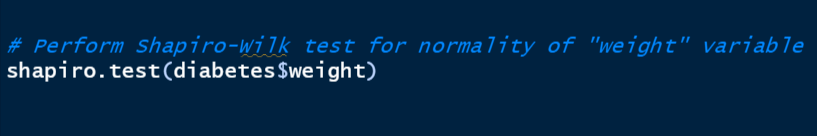 # Perform Shapiro-Wilk test for normality of "weight" variable
shapiro.test(diabetes$weight)